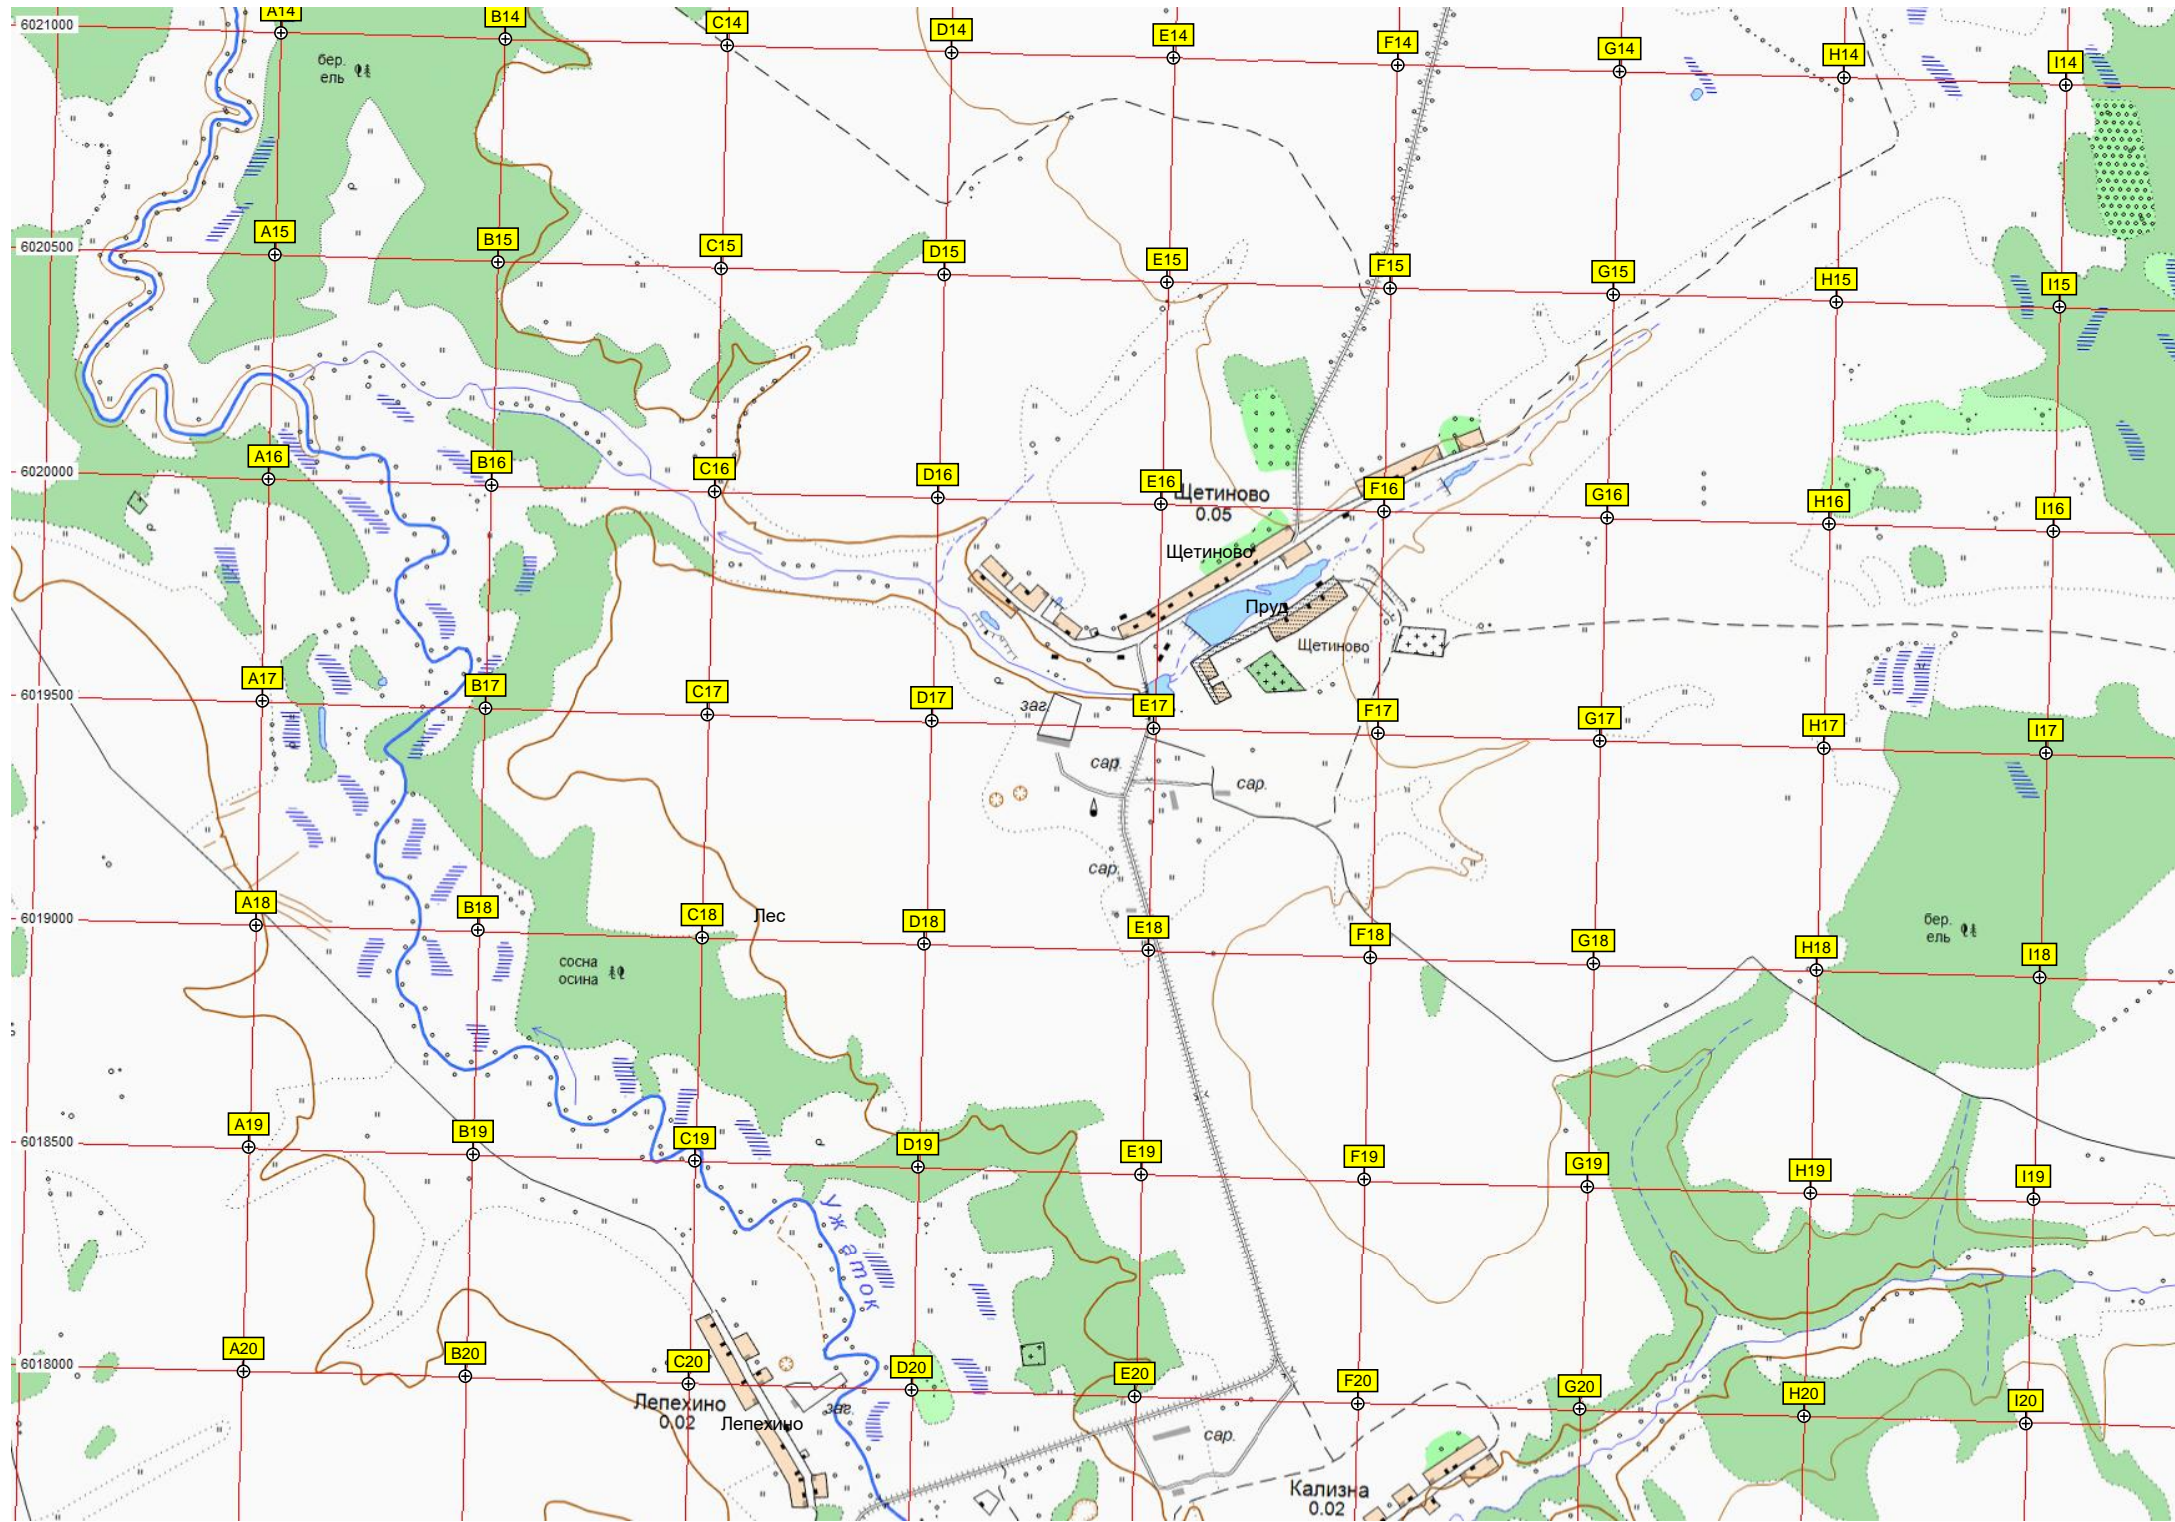 6021000 A14 B14 C14 D14 E14 F14 G14 H14 I14
бер.
ель
6020500 A15 B15 C15 D15 E15 F15 G15 H15 I15
6020000 A16 B16 C16 D16 E16 F16 G16 H16 I16
Щетиново
0.05
Щетиново
Пруд
Щетиново
6019500 A17 B17 C17 D17 E17 F17 G17 H17 I17
заг.
сар.
сар.
сар.
6019000 A18 B18 C18 D18 E18 F18 G18 H18 I18
Лес
бер.
ель
сосна
осина
6018500 A19 B19 C19 D19 E19 F19 G19 H19 I19
Ужаток
6018000 A20 B20 C20 D20 E20 F20 G20 H20 I20
Лепехино
0.02
Лепехино
заг.
сар.
Кализна
0.02